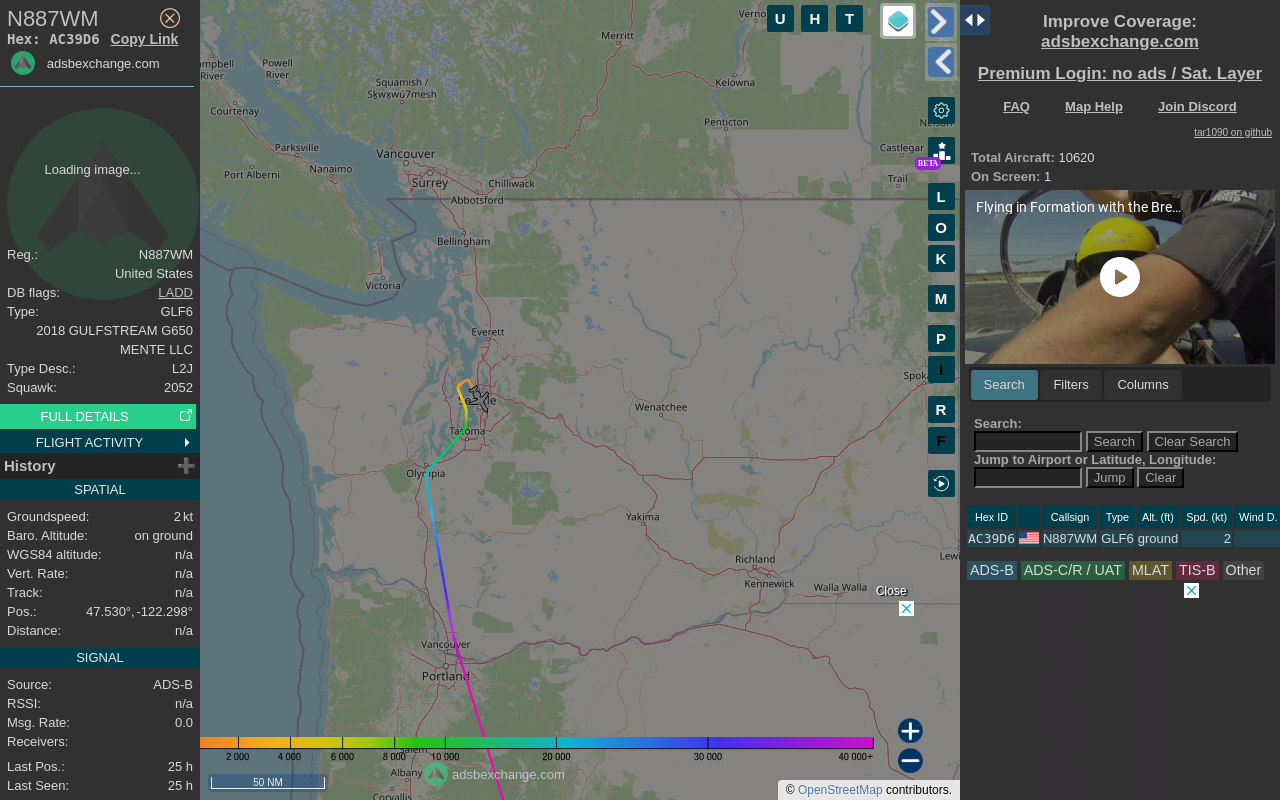 N887WM
Hex: AC39D6 Copy Link
adsbexchange.com
Loading image...
Reg.: N887WM
United States
DB flags: LADD
Type: GLF6
2018 GULFSTREAM G650
MENTE LLC
Type Desc.: L2J
Squawk: 2052
FULL DETAILS
FLIGHT ACTIVITY
History
SPATIAL
Groundspeed: 2 kt
Baro. Altitude: on ground
WGS84 altitude: n/a
Vert. Rate: n/a
Track: n/a
Pos.: 47.530°, -122.298°
Distance: n/a
SIGNAL
Source: ADS-B
RSSI: n/a
Msg. Rate: 0.0
Receivers:
Last Pos.: 25 h
Last Seen: 25 h
Merritt
Powell
River
River
Squamish /
Sḵwx̱wú7mesh
Kelowna
Courtenay
Penticton
Parksville
Vancouver
Castlegar
Port Alberni
Nanaimo
Surrey
Chilliwack
Trail
Abbotsford
Bellingham
Victoria
Everett
Wenatchee
Tacoma
Olympia
Yakima
Richland
Kennewick
Walla Walla
Vancouver
Portland
Albany
Corvallis
U H T
BETA
L
O
K
M
P
I
R
F
Close
2 000 4 000 6 000 8 000 10 000 20 000 30 000 40 000+
adsbexchange.com
50 NM
© OpenStreetMap contributors.
Improve Coverage:
adsbexchange.com
Premium Login: no ads / Sat. Layer
FAQ Map Help Join Discord
tar1090 on github
Total Aircraft: 10620
On Screen: 1
Flying in Formation with the Bre...
Search Filters Columns
Search:
Search Clear Search
Jump to Airport or Latitude, Longitude:
Jump Clear
Hex ID Callsign Type Alt. (ft) Spd. (kt) Wind D.
AC39D6 N887WM GLF6 ground 2
ADS-B ADS-C/R / UAT MLAT TIS-B Other